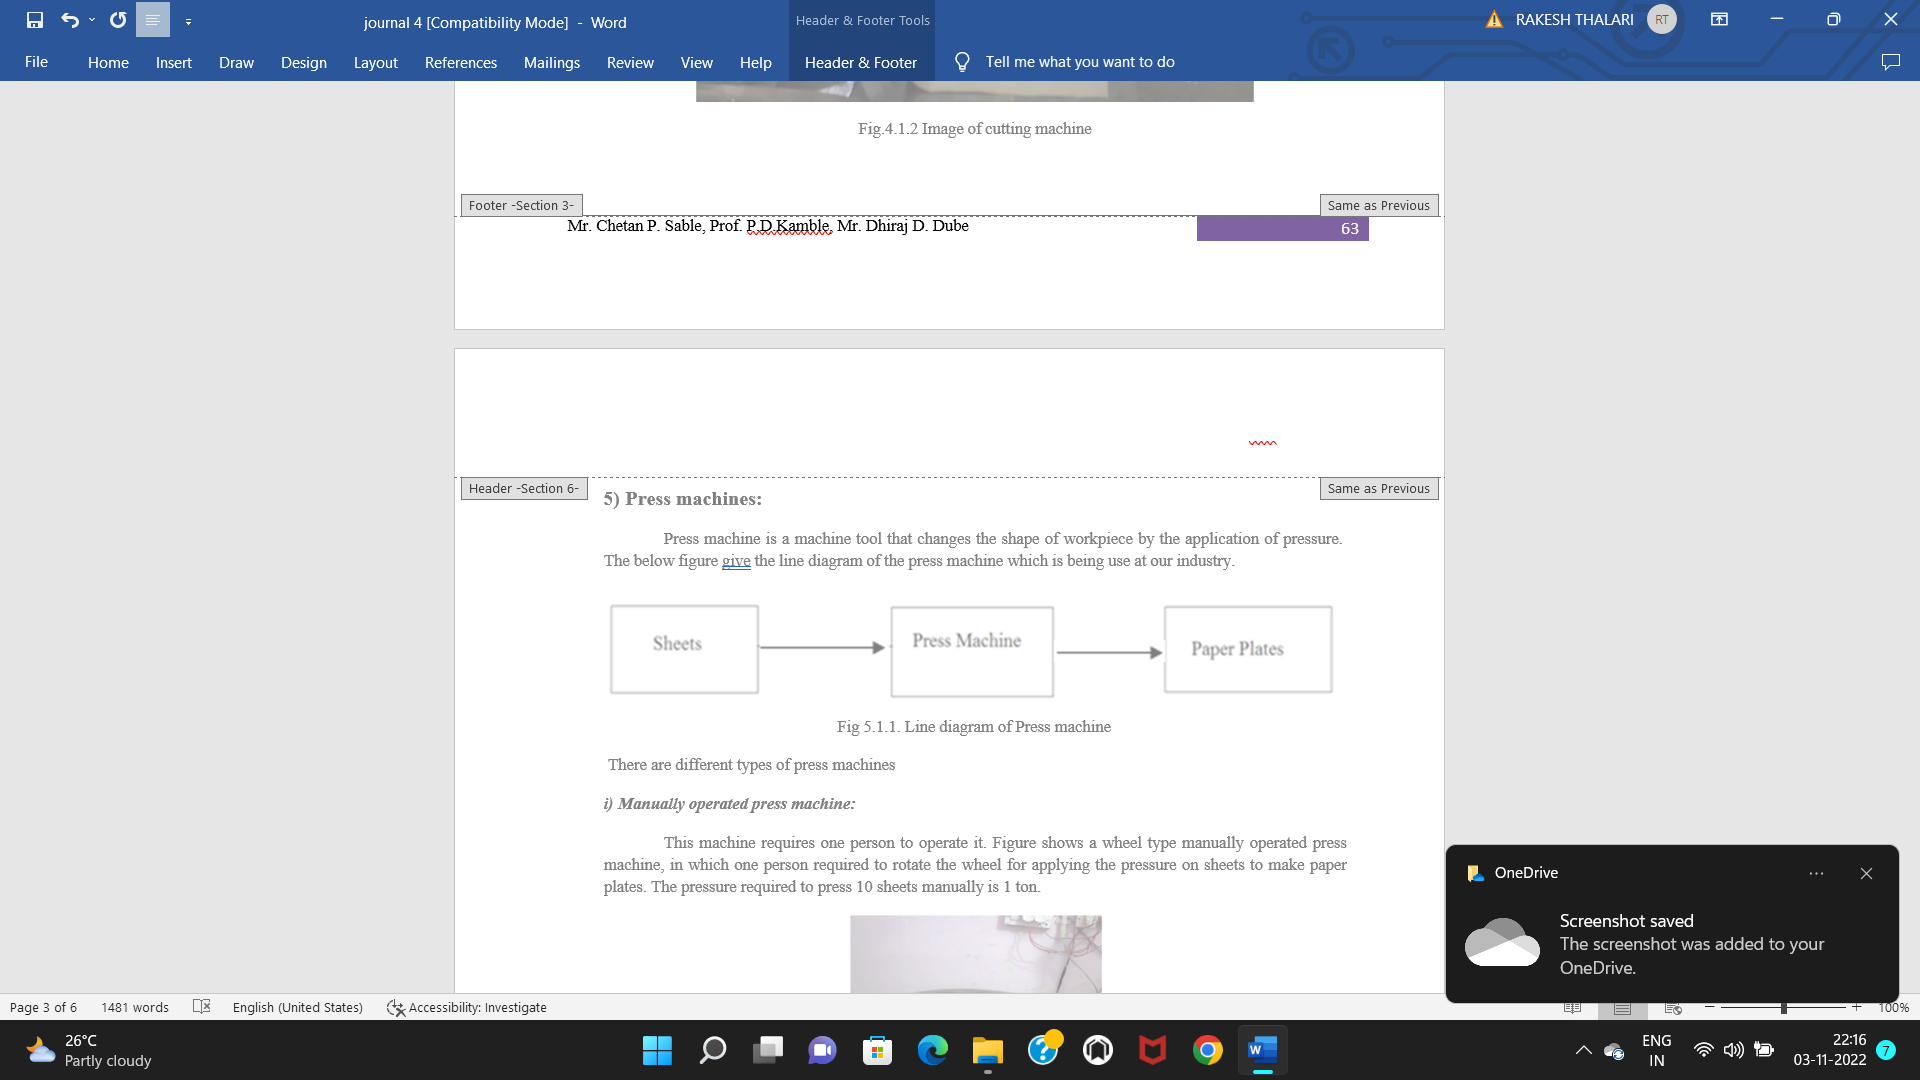 journal 4 [Compatibility Mode] - Word
Header & Footer Tools
RAKESH THALARI
RT
File
Home
Insert
Draw
Design
Layout
References
Mailings
Review
View
Help
Header & Footer
Tell me what you want to do
Fig.4.1.2 Image of cutting machine
Footer -Section 3-
Same as Previous
Mr. Chetan P. Sable, Prof. P.D.Kamble, Mr. Dhiraj D. Dube
63
Header -Section 6-
Same as Previous
5) Press machines:
Press machine is a machine tool that changes the shape of workpiece by the application of pressure.
The below figure give the line diagram of the press machine which is being use at our industry.
Sheets
Press Machine
Paper Plates
Fig 5.1.1. Line diagram of Press machine
There are different types of press machines
i) Manually operated press machine:
This machine requires one person to operate it. Figure shows a wheel type manually operated press
machine, in which one person required to rotate the wheel for applying the pressure on sheets to make paper
plates. The pressure required to press 10 sheets manually is 1 ton.
OneDrive
Screenshot saved
The screenshot was added to your
OneDrive.
Page 3 of 6
1481 words
English (United States)
Accessibility: Investigate
100%
26°C
Partly cloudy
W
ENG
IN
22:16
03-11-2022
7